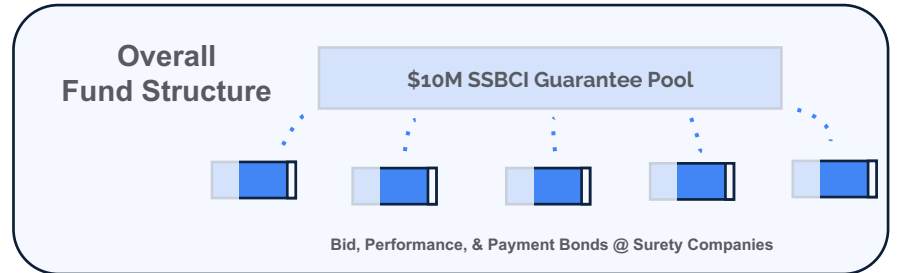 Overall
Fund Structure
$10M SSBCI Guarantee Pool
Bid, Performance, & Payment Bonds @ Surety Companies